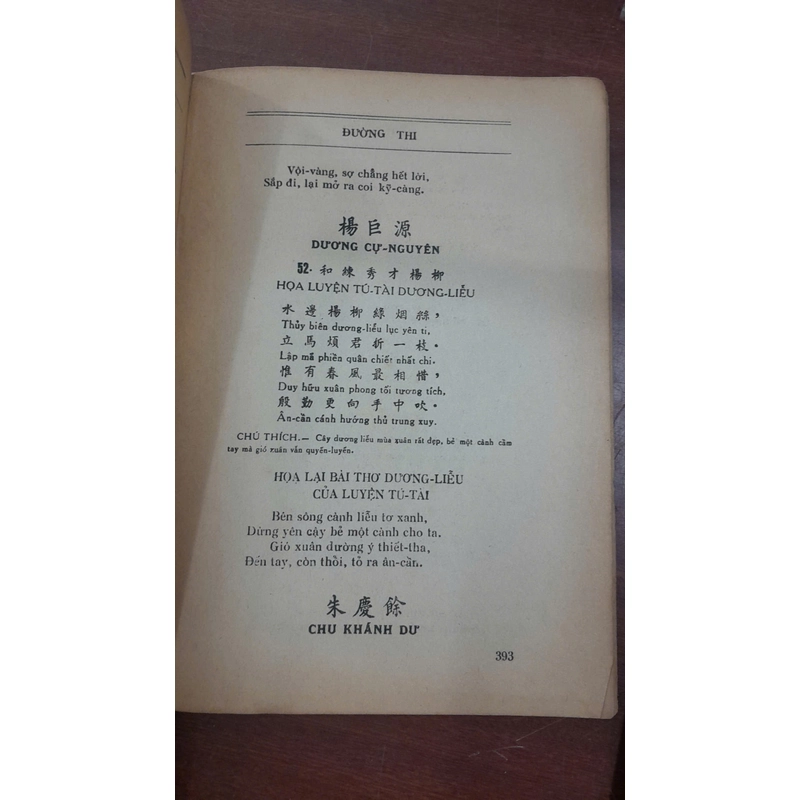 ĐƯỜNG THI
Vội-vàng, sợ chẳng hết lời,
Sắp đi, lại mở ra coi kỹ-càng.
楊巨源
DƯƠNG CỰ-NGUYÊN
52. 和煉秀才楊柳
HỌA LUYỆN TÚ-TÀI DƯƠNG-LIỄU
水邊楊柳綠烟絲，
Thủy biên dương-liễu lục yên ti,
立馬煩君折一枝。
Lập mã phiền quân chiết nhất chi.
惟有春風最相惜，
Duy hữu xuân phong tối tương tích,
殷勤更向手中吹。
Ân-cần cánh hướng thủ trung xuy.
CHÚ THÍCH.— Cây dương liễu mùa xuân rất đẹp, bẻ một cành cầm
tay mà gió xuân vẫn quyến-luyến.
HỌA LẠI BÀI THƠ DƯƠNG-LIỄU
CỦA LUYỆN TÚ-TÀI
Bên sông cành liễu tơ xanh,
Dừng yên cậy bẻ một cành cho ta.
Gió xuân dường ý thiết-tha,
Đến tay, còn thổi, tỏ ra ân-cần.
朱慶餘
CHU KHÁNH DƯ
393